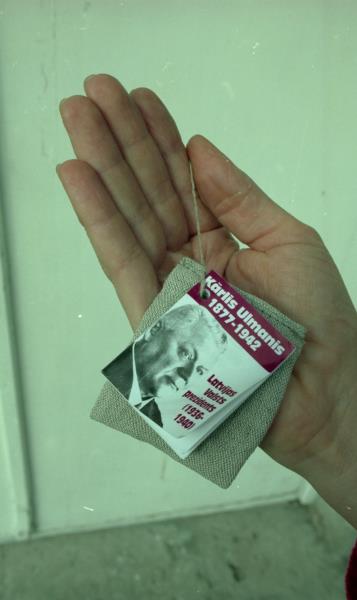 Kārlis Ulmanis
1877-1942
Latvijas
Valsts
prezidents
(1936-
1940)